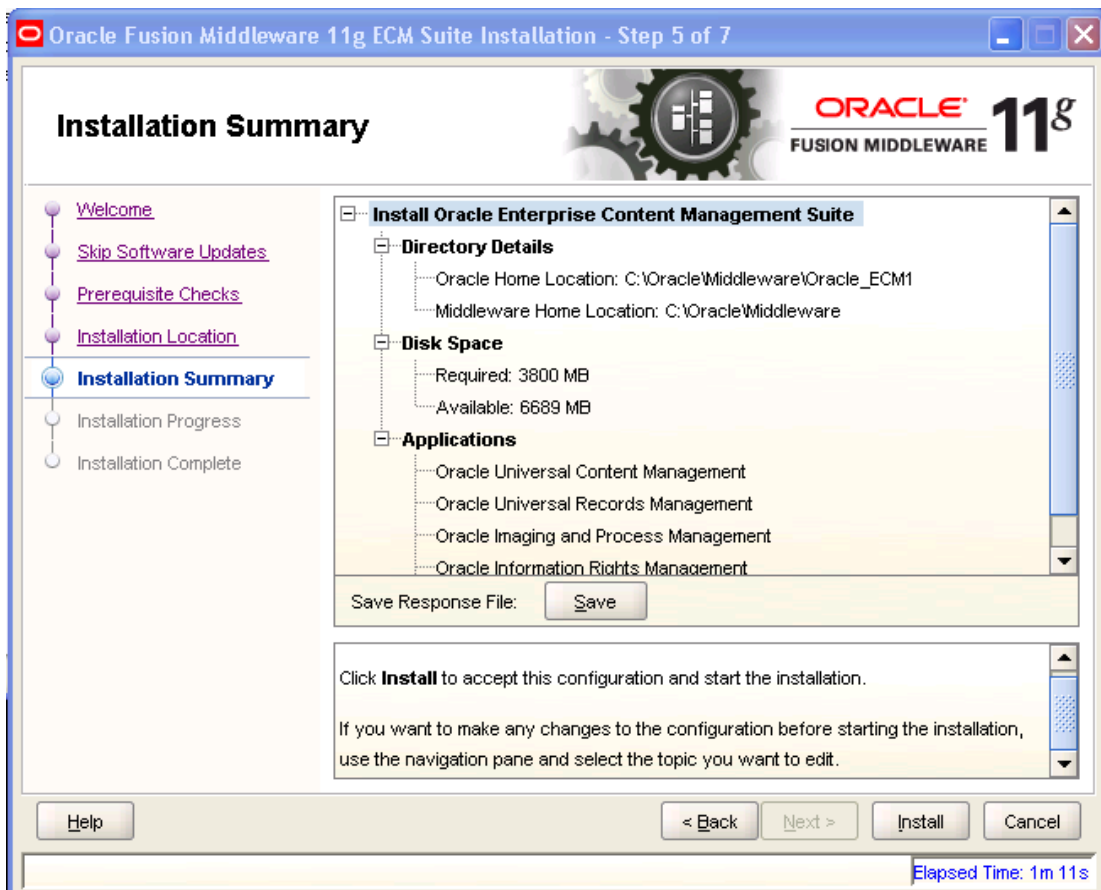 Oracle Fusion Middleware 11g ECM Suite Installation - Step 5 of 7
Installation Summary
ORACLE
FUSION MIDDLEWARE
11g
Welcome
Skip Software Updates
Prerequisite Checks
Installation Location
Installation Summary
Installation Progress
Installation Complete
Install Oracle Enterprise Content Management Suite
Directory Details
Oracle Home Location: C:\Oracle\Middleware\Oracle_ECM1
Middleware Home Location: C:\Oracle\Middleware
Disk Space
Required: 3800 MB
Available: 6689 MB
Applications
Oracle Universal Content Management
Oracle Universal Records Management
Oracle Imaging and Process Management
Oracle Information Rights Management
Save Response File:
Save
Click Install to accept this configuration and start the installation.
If you want to make any changes to the configuration before starting the installation,
use the navigation pane and select the topic you want to edit.
Help
< Back
Next >
Install
Cancel
Elapsed Time: 1m 11s